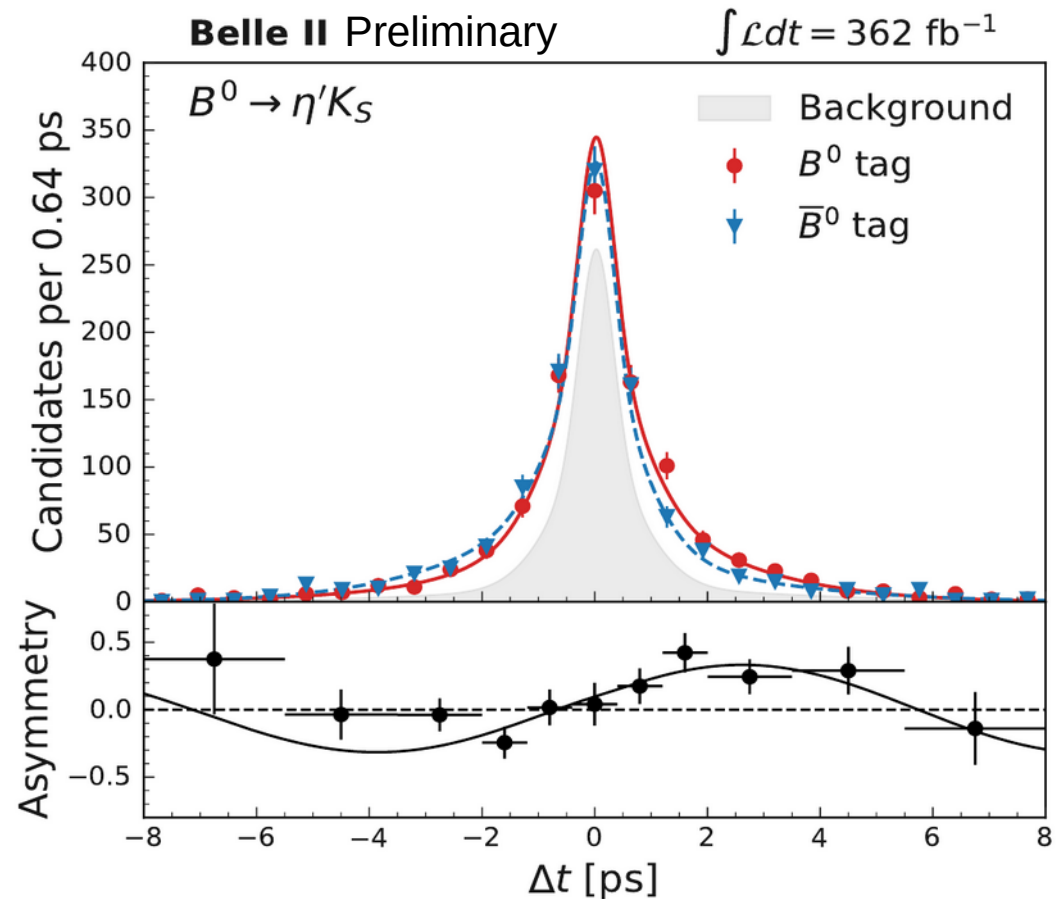 Belle II Preliminary
∫ℒdt = 362 fb⁻¹
B⁰ → η′K_S
Background
B⁰ tag
B̅⁰ tag
Candidates per 0.64 ps
400
350
300
250
200
150
100
50
0
Asymmetry
0.5
0.0
−0.5
−8 −6 −4 −2 0 2 4 6 8
Δt [ps]